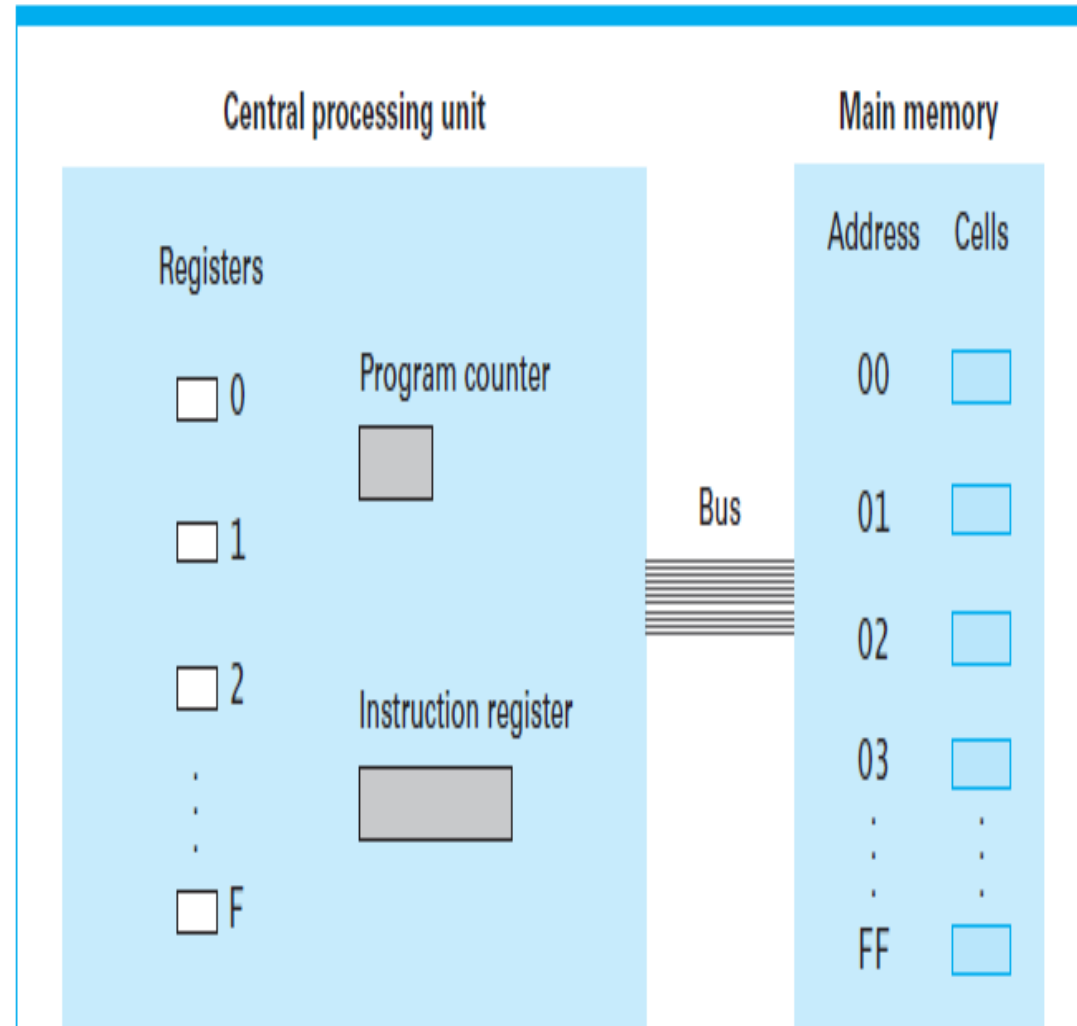 Central processing unit
Main memory
Registers
0
1
2
.
.
.
F
Program counter
Instruction register
Bus
Address Cells
00
01
02
03
. .
. .
. .
FF